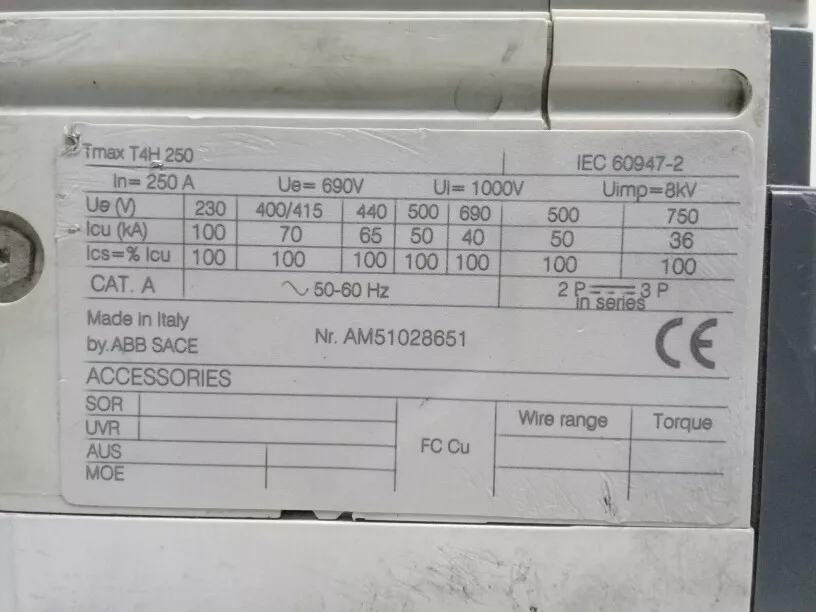 Tmax T4H 250 IEC 60947-2
In= 250 A Ue= 690V Ui= 1000V Uimp=8kV
Ue (V) 230 400/415 440 500 690 500 750
Icu (kA) 100 70 65 50 40 50 36
Ics=% Icu 100 100 100 100 100 100 100
CAT. A 50-60 Hz 2 P 3 P
in series
Made in Italy
by.ABB SACE Nr. AM51028651 CE
ACCESSORIES
SOR
UVR
AUS
MOE
FC Cu
Wire range Torque